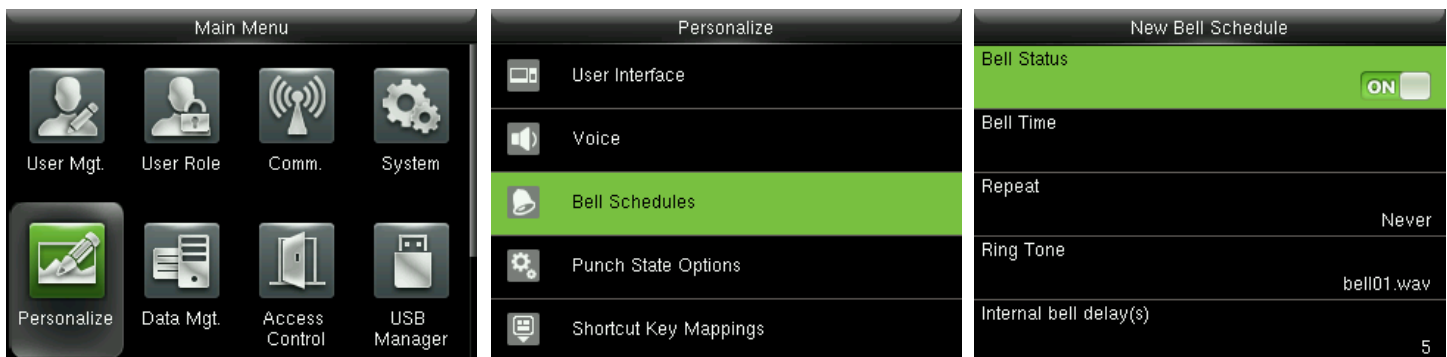 Main Menu
User Mgt.
User Role
Comm.
System
Personalize
Data Mgt.
Access
Control
USB
Manager
Personalize
User Interface
Voice
Bell Schedules
Punch State Options
Shortcut Key Mappings
New Bell Schedule
Bell Status
ON
Bell Time
Repeat
Never
Ring Tone
bell01.wav
Internal bell delay(s)
5